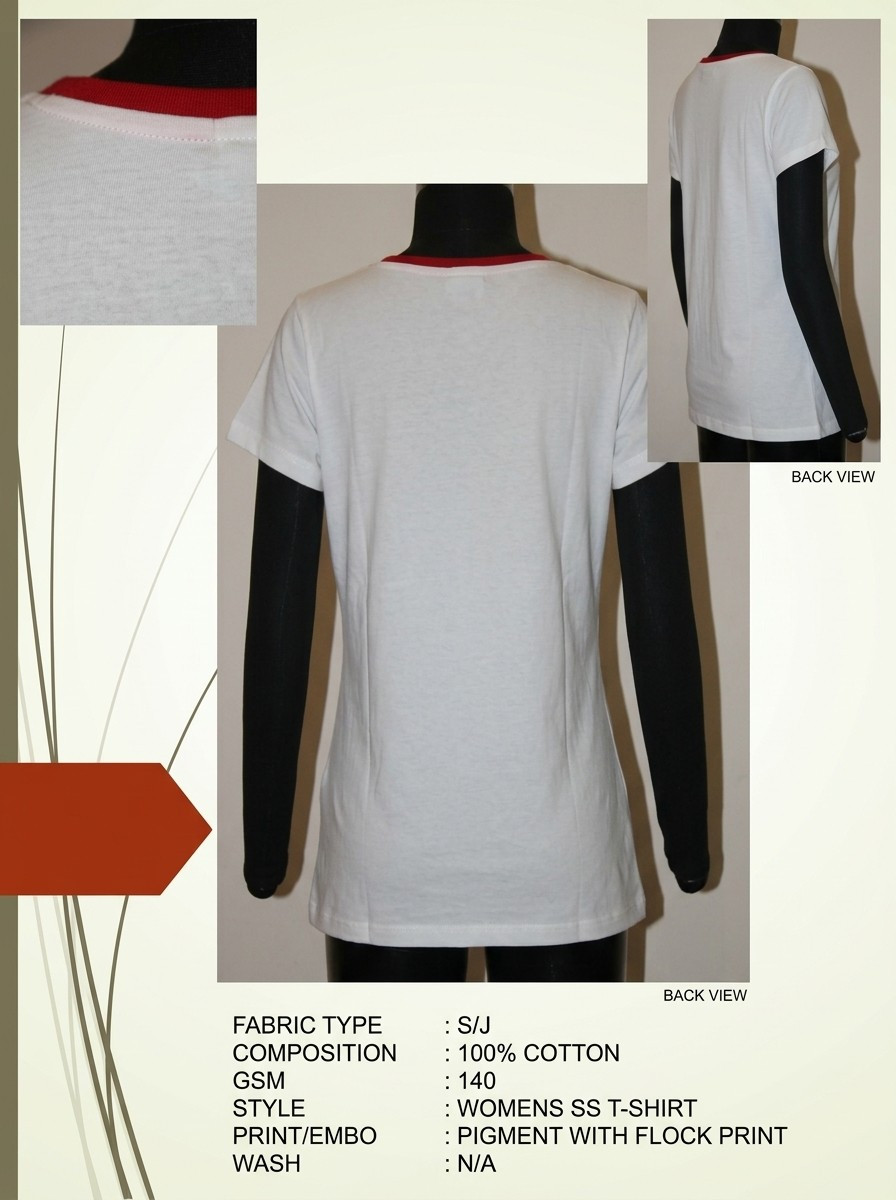 BACK VIEW
BACK VIEW
FABRIC TYPE : S/J
COMPOSITION : 100% COTTON
GSM : 140
STYLE : WOMENS SS T-SHIRT
PRINT/EMBO : PIGMENT WITH FLOCK PRINT
WASH : N/A